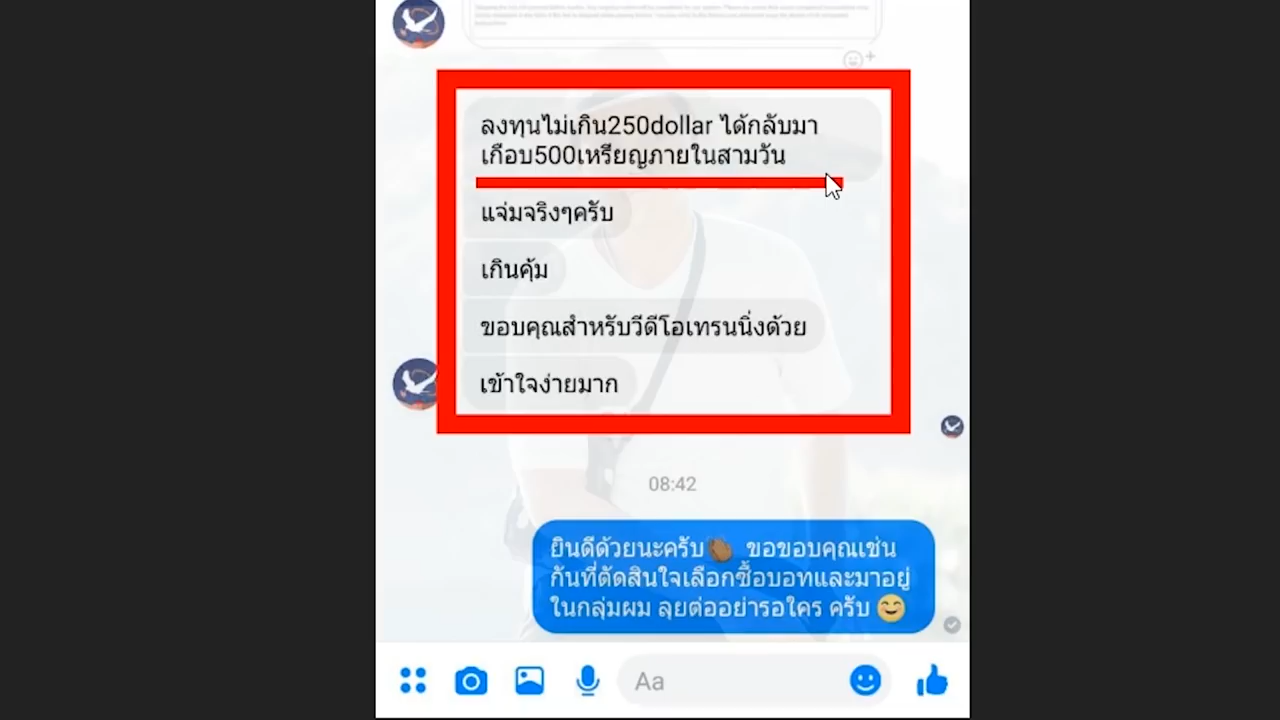 ลงทุนไม่เกิน250dollar ได้กลับมา
เกือบ500เหรียญภายในสามวัน
แจ่มจริงๆครับ
เกินคุ้ม
ขอบคุณสำหรับวีดีโอเทรนนิ่งด้วย
เข้าใจง่ายมาก
08:42
ยินดีด้วยนะครับ👏🏾 ขอขอบคุณเช่น
กันที่ตัดสินใจเลือกซื้อบอทและมาอยู่
ในกลุ่มผม ลุยต่ออย่ารอใคร ครับ 😊
Aa